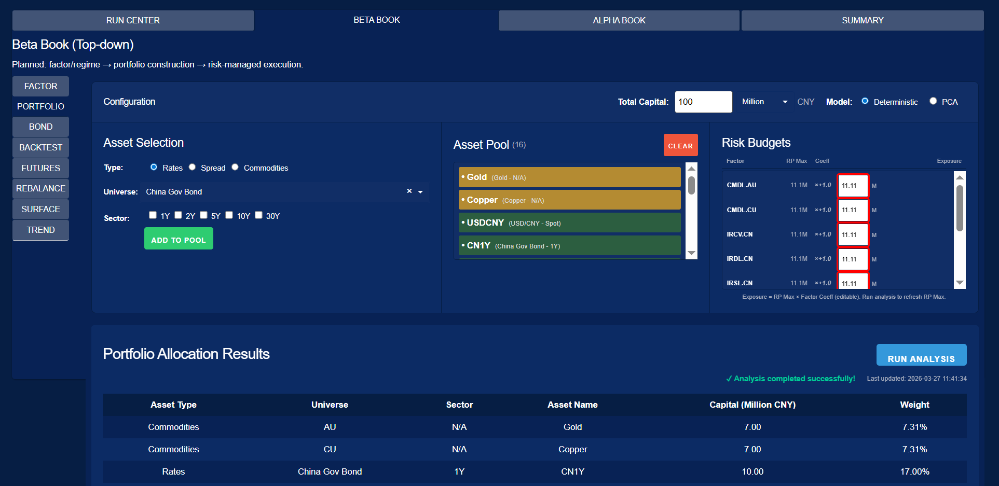 RUN CENTER BETA BOOK ALPHA BOOK SUMMARY
Beta Book (Top-down)
Planned: factor/regime → portfolio construction → risk-managed execution.
FACTOR
PORTFOLIO
BOND
BACKTEST
FUTURES
REBALANCE
SURFACE
TREND
Configuration
Total Capital: 100 Million CNY Model: Deterministic PCA
Asset Selection
Type: Rates Spread Commodities
Universe: China Gov Bond ×
Sector: 1Y 2Y 5Y 10Y 30Y
ADD TO POOL
Asset Pool (16)
CLEAR
• Gold (Gold - N/A)
• Copper (Copper - N/A)
• USDCNY (USD/CNY - Spot)
• CN1Y (China Gov Bond - 1Y)
Risk Budgets
Factor RP Max Coeff Exposure
CMDL.AU 11.1M ×+1.0 11.11 M
CMDL.CU 11.1M ×+1.0 11.11 M
IRCV.CN 11.1M ×+1.0 11.11 M
IRDL.CN 11.1M ×+1.0 11.11 M
IRSL.CN 11.1M ×+1.0 11.11 M
Exposure = RP Max × Factor Coeff (editable). Run analysis to refresh RP Max.
Portfolio Allocation Results
RUN ANALYSIS
✓ Analysis completed successfully! Last updated: 2026-03-27 11:41:34
Asset Type Universe Sector Asset Name Capital (Million CNY) Weight
Commodities AU N/A Gold 7.00 7.31%
Commodities CU N/A Copper 7.00 7.31%
Rates China Gov Bond 1Y CN1Y 10.00 17.00%